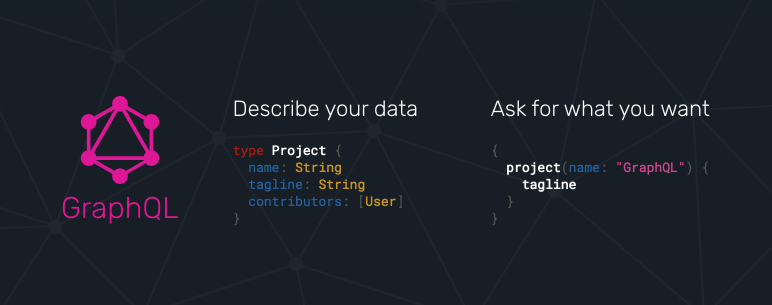 GraphQL
Describe your data
type Project {
  name: String
  tagline: String
  contributors: [User]
}
Ask for what you want
{
  project(name: "GraphQL") {
    tagline
  }
}